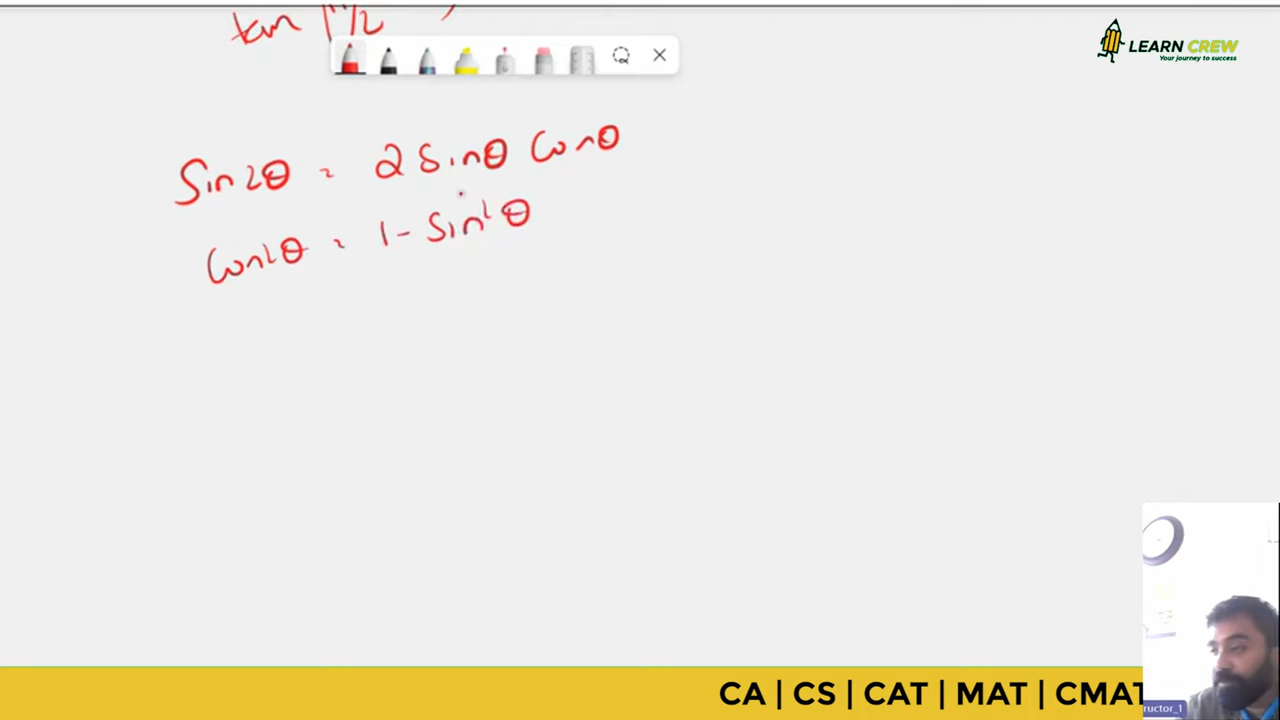 tan
LEARN CREW
Your journey to success
Sin2θ = 2 Sinθ Cosθ
Cos2θ = 1 - Sin²θ
CA | CS | CAT | MAT | CMAT
ructor_1